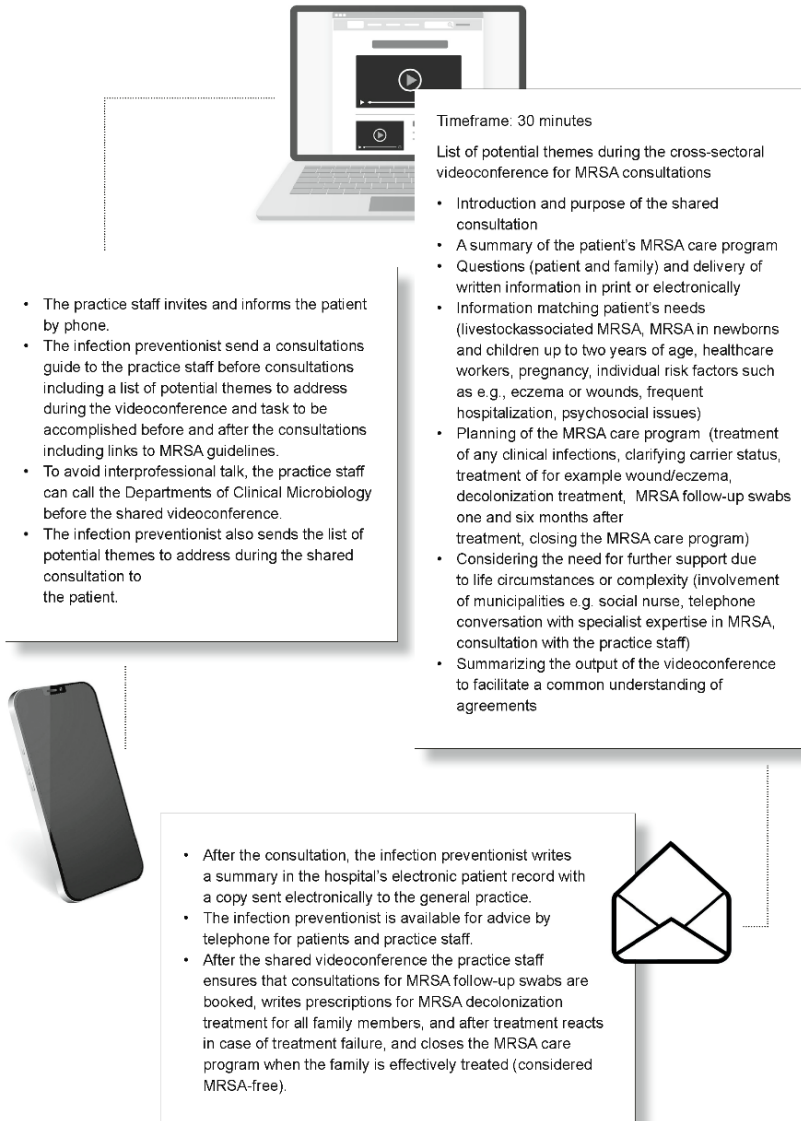 • The practice staff invites and informs the patient
by phone.
• The infection preventionist send a consultations
guide to the practice staff before consultations
including a list of potential themes to address
during the videoconference and task to be
accomplished before and after the consultations
including links to MRSA guidelines.
• To avoid interprofessional talk, the practice staff
can call the Departments of Clinical Microbiology
before the shared videoconference.
• The infection preventionist also sends the list of
potential themes to address during the shared
consultation to
the patient.
Timeframe: 30 minutes
List of potential themes during the cross-sectoral
videoconference for MRSA consultations
• Introduction and purpose of the shared
consultation
• A summary of the patient's MRSA care program
• Questions (patient and family) and delivery of
written information in print or electronically
• Information matching patient's needs
(livestockassociated MRSA, MRSA in newborns
and children up to two years of age, healthcare
workers, pregnancy, individual risk factors such
as e.g., eczema or wounds, frequent
hospitalization, psychosocial issues)
• Planning of the MRSA care program (treatment
of any clinical infections, clarifying carrier status,
treatment of for example wound/eczema,
decolonization treatment, MRSA follow-up swabs
one and six months after
treatment, closing the MRSA care program)
• Considering the need for further support due
to life circumstances or complexity (involvement
of municipalities e.g. social nurse, telephone
conversation with specialist expertise in MRSA,
consultation with the practice staff)
• Summarizing the output of the videoconference
to facilitate a common understanding of
agreements
• After the consultation, the infection preventionist writes
a summary in the hospital's electronic patient record with
a copy sent electronically to the general practice.
• The infection preventionist is available for advice by
telephone for patients and practice staff.
• After the shared videoconference the practice staff
ensures that consultations for MRSA follow-up swabs are
booked, writes prescriptions for MRSA decolonization
treatment for all family members, and after treatment reacts
in case of treatment failure, and closes the MRSA care
program when the family is effectively treated (considered
MRSA-free).